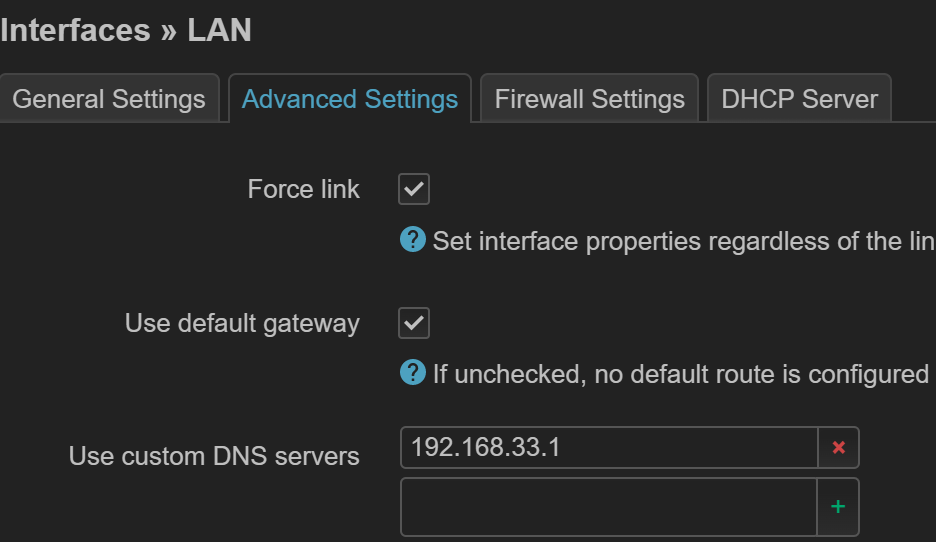 Interfaces » LAN
General Settings Advanced Settings Firewall Settings DHCP Server
Force link
Set interface properties regardless of the lin
Use default gateway
If unchecked, no default route is configured
Use custom DNS servers 192.168.33.1